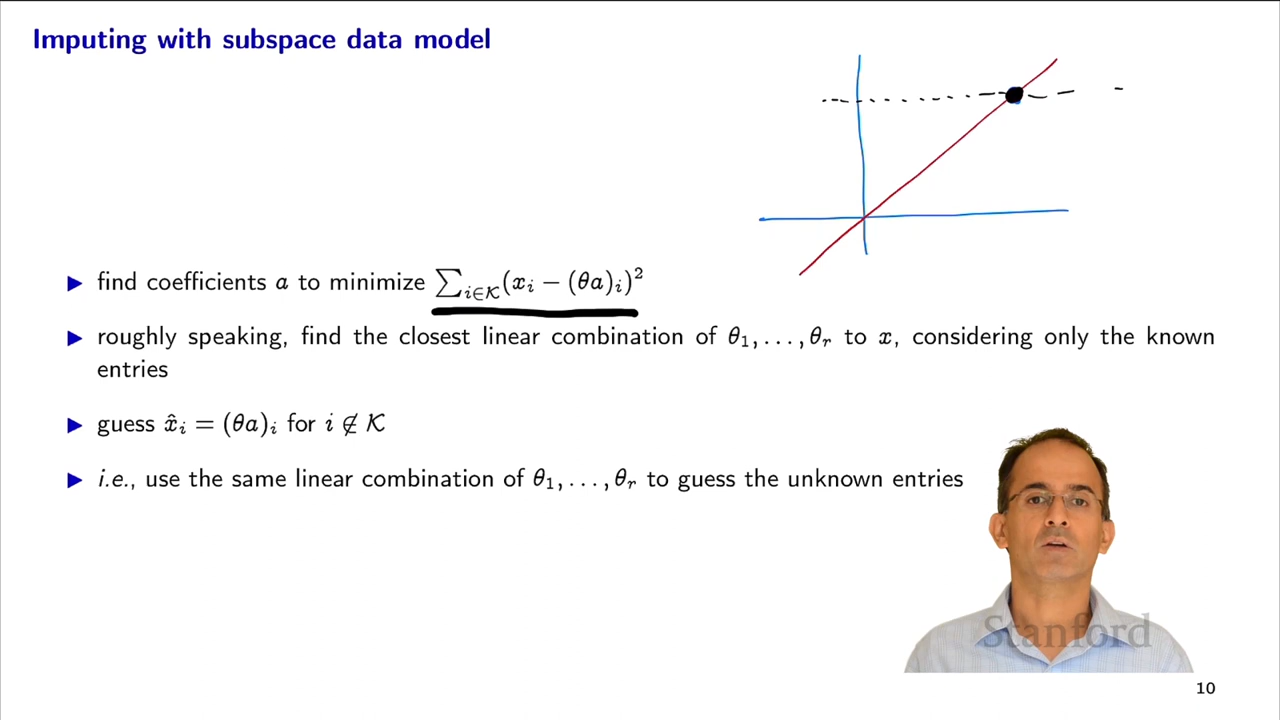 Imputing with subspace data model
▶ find coefficients a to minimize ∑_{i∈𝒦}(x_i − (θa)_i)^2
▶ roughly speaking, find the closest linear combination of θ_1, . . . , θ_r to x, considering only the known
entries
▶ guess x̂_i = (θa)_i for i ∉ 𝒦
▶ i.e., use the same linear combination of θ_1, . . . , θ_r to guess the unknown entries
Stanford
10